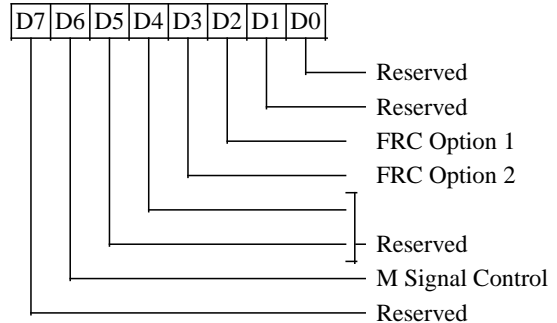 D7 D6 D5 D4 D3 D2 D1 D0
Reserved
Reserved
FRC Option 1
FRC Option 2
Reserved
M Signal Control
Reserved